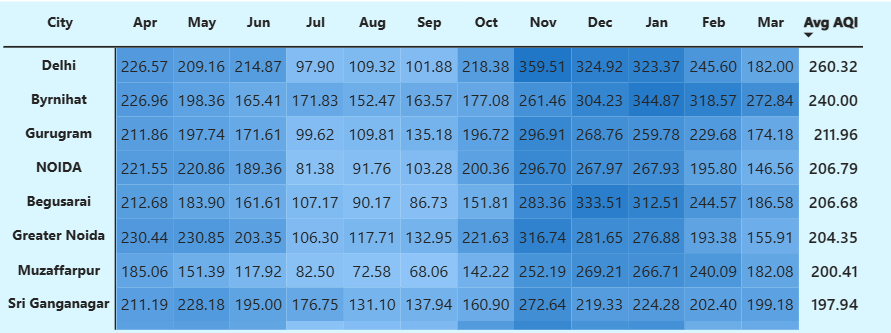 City Apr May Jun Jul Aug Sep Oct Nov Dec Jan Feb Mar Avg AQI
Delhi 226.57 209.16 214.87 97.90 109.32 101.88 218.38 359.51 324.92 323.37 245.60 182.00 260.32
Byrnihat 226.96 198.36 165.41 171.83 152.47 163.57 177.08 261.46 304.23 344.87 318.57 272.84 240.00
Gurugram 211.86 197.74 171.61 99.62 109.81 135.18 196.72 296.91 268.76 259.78 229.68 174.18 211.96
NOIDA 221.55 220.86 189.36 81.38 91.76 103.28 200.36 296.70 267.97 267.93 195.80 146.56 206.79
Begusarai 212.68 183.90 161.61 107.17 90.17 86.73 151.81 283.36 333.51 312.51 244.57 186.58 206.68
Greater Noida 230.44 230.85 203.35 106.30 117.71 132.95 221.63 316.74 281.65 276.88 193.38 155.91 204.35
Muzaffarpur 185.06 151.39 117.92 82.50 72.58 68.06 142.22 252.19 269.21 266.71 240.09 182.08 200.41
Sri Ganganagar 211.19 228.18 195.00 176.75 131.10 137.94 160.90 272.64 219.33 224.28 202.40 199.18 197.94